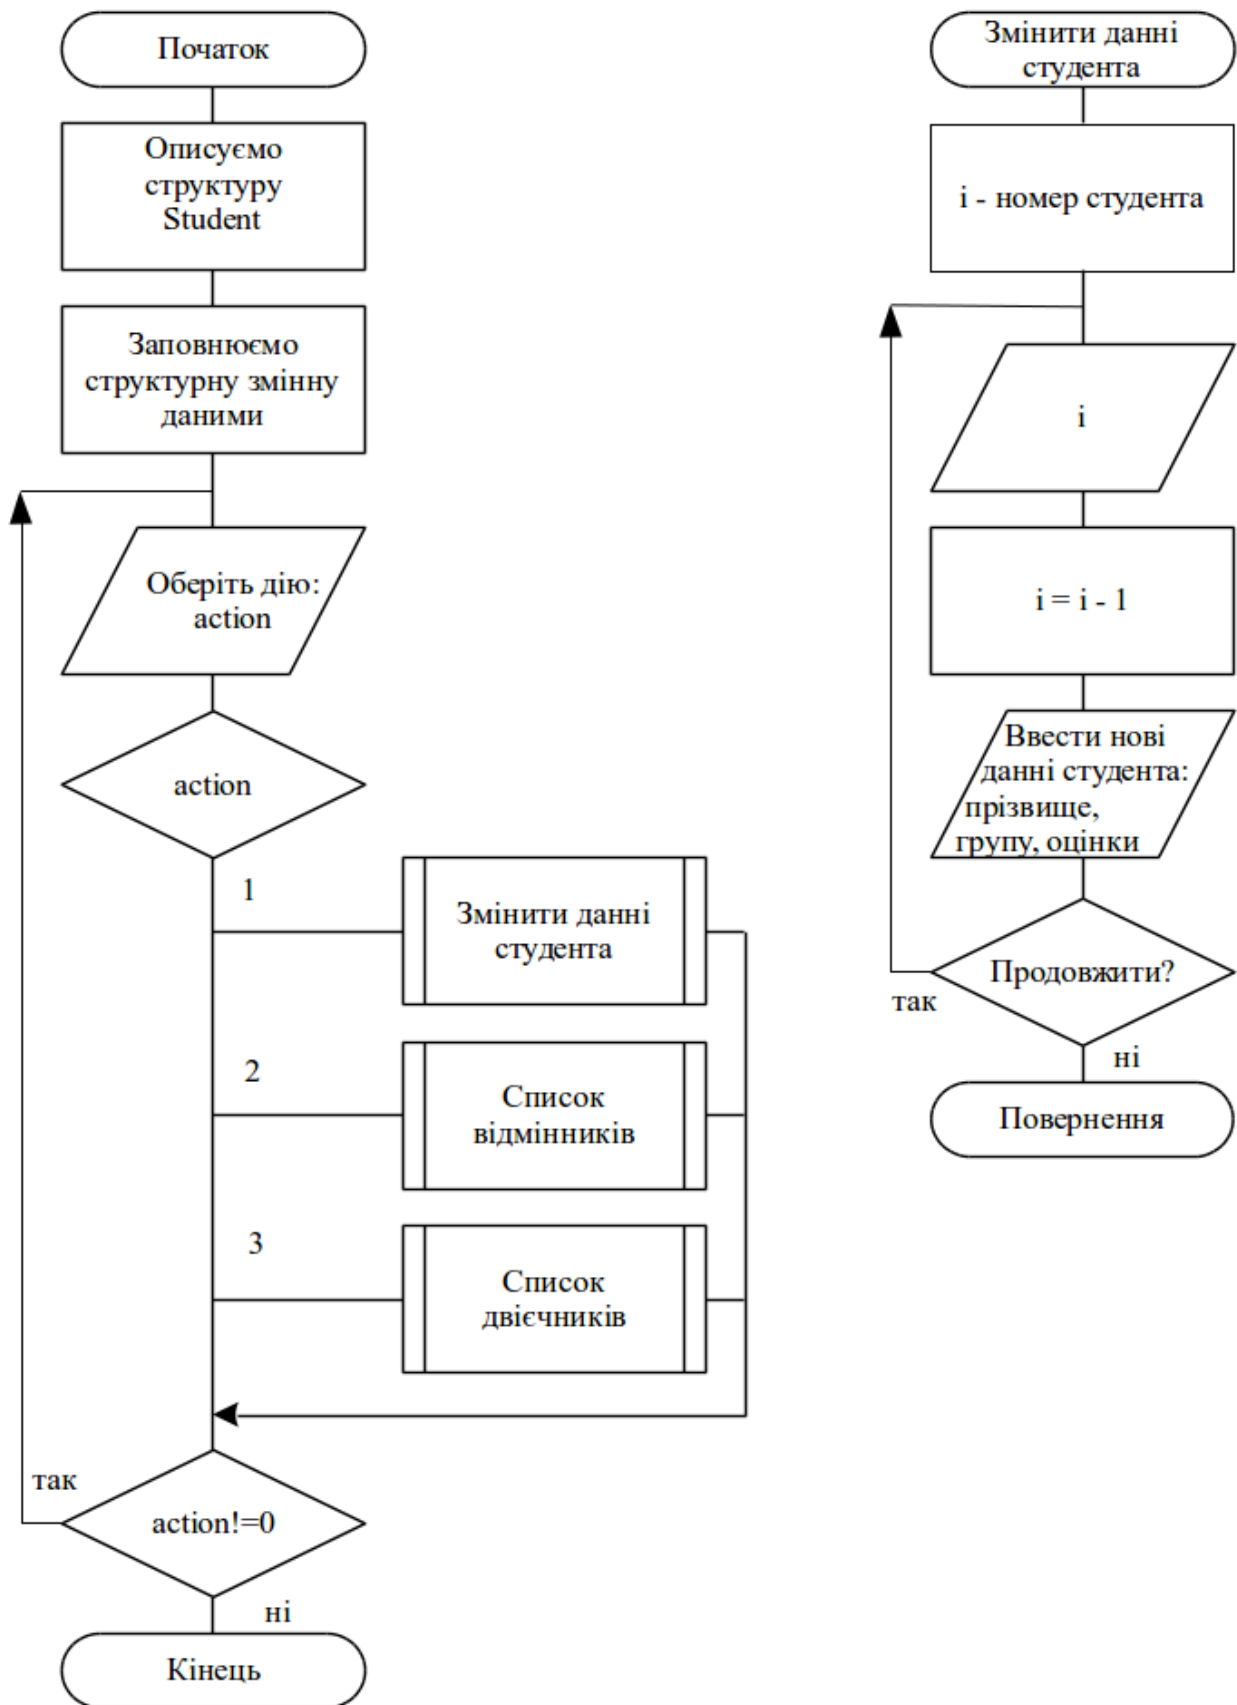 Початок
Описуємо
структуру
Student
Заповнюємо
структурну змінну
даними
Оберіть дію:
action
action
1
Змінити данні
студента
2
Список
відмінників
3
Список
двієчників
так
action!=0
ні
Кінець
Змінити данні
студента
i - номер студента
i
i = i - 1
Ввести нові
данні студента:
прізвище,
групу, оцінки
Продовжити?
так
ні
Повернення